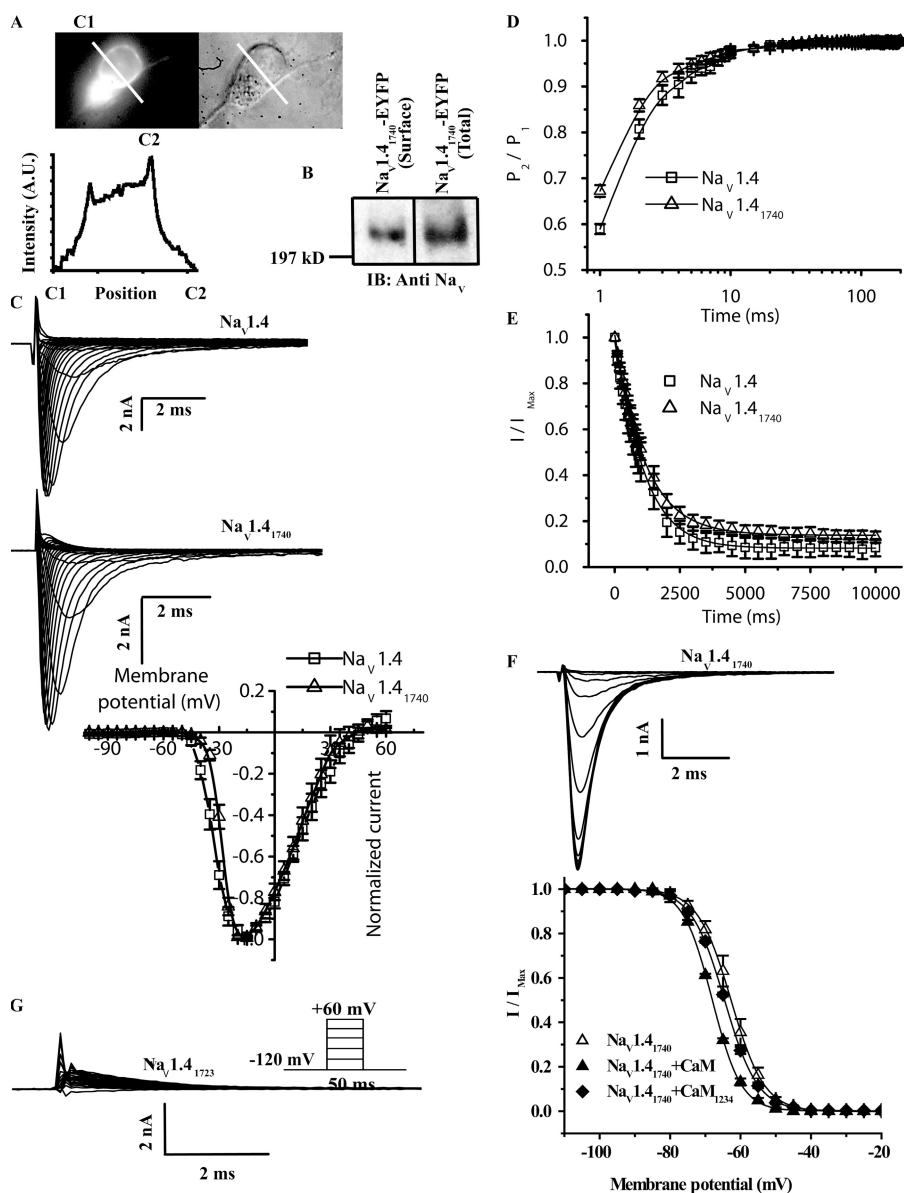 A
C1
C2
Intensity (A.U.)
C1 Position C2
B
NaV1.41740-EYFP (Surface)
NaV1.41740-EYFP (Total)
197 kD
IB: Anti NaV
C
NaV1.4
2 nA
2 ms
NaV1.41740
2 nA
2 ms
Membrane potential (mV)
NaV1.4
NaV1.41740
0.2
-90 -60 -30 30 60
-0.2
-0.4
-0.6
-0.8
Normalized current
D
P2 / P1
1.0
0.9
0.8
0.7
0.6
0.5
NaV1.4
NaV1.41740
1 10 100
Time (ms)
E
I / I Max
1.0
0.8
0.6
0.4
0.2
0.0
NaV1.4
NaV1.41740
0 2500 5000 7500 10000
Time (ms)
F
NaV1.41740
1 nA
2 ms
I / IMax
1.0
0.8
0.6
0.4
0.2
0.0
NaV1.41740
NaV1.41740+CaM
NaV1.41740+CaM1234
-100 -80 -60 -40 -20
Membrane potential (mV)
G
NaV1.41723
+60 mV
-120 mV
50 ms
2 nA
2 ms